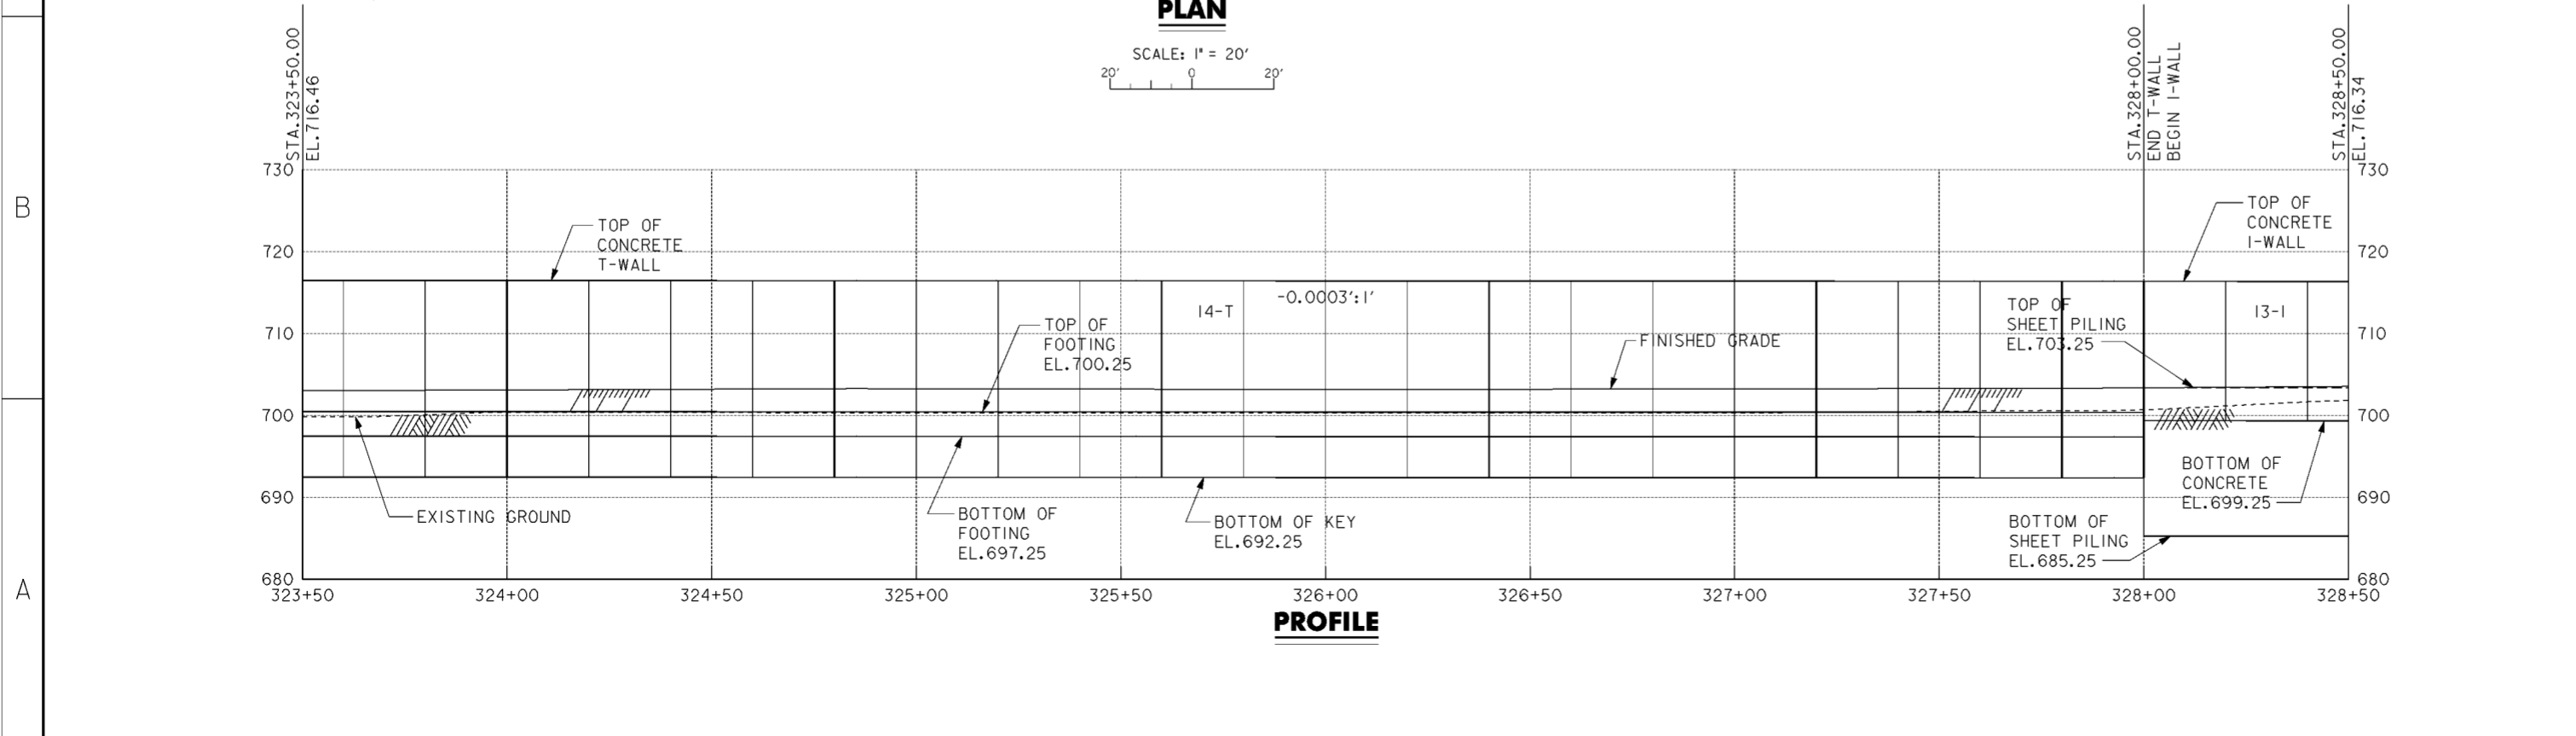 PLAN
SCALE: 1" = 20'
20' 0 20'
STA.323+50.00
EL.716.46
STA.328+00.00
END T-WALL
BEGIN I-WALL
STA.328+50.00
EL.716.34
B
730 730
TOP OF
CONCRETE
T-WALL
TOP OF
CONCRETE
I-WALL
720 720
-0.0003':1'
14-T
13-I
TOP OF
FOOTING
EL.700.25
FINISHED GRADE
TOP OF
SHEET PILING
EL.703.25
710 710
700 700
EXISTING GROUND
BOTTOM OF
FOOTING
EL.697.25
BOTTOM OF KEY
EL.692.25
BOTTOM OF
CONCRETE
EL.699.25
690 690
BOTTOM OF
SHEET PILING
EL.685.25
A
680 680
323+50 324+00 324+50 325+00 325+50 326+00 326+50 327+00 327+50 328+00 328+50
PROFILE